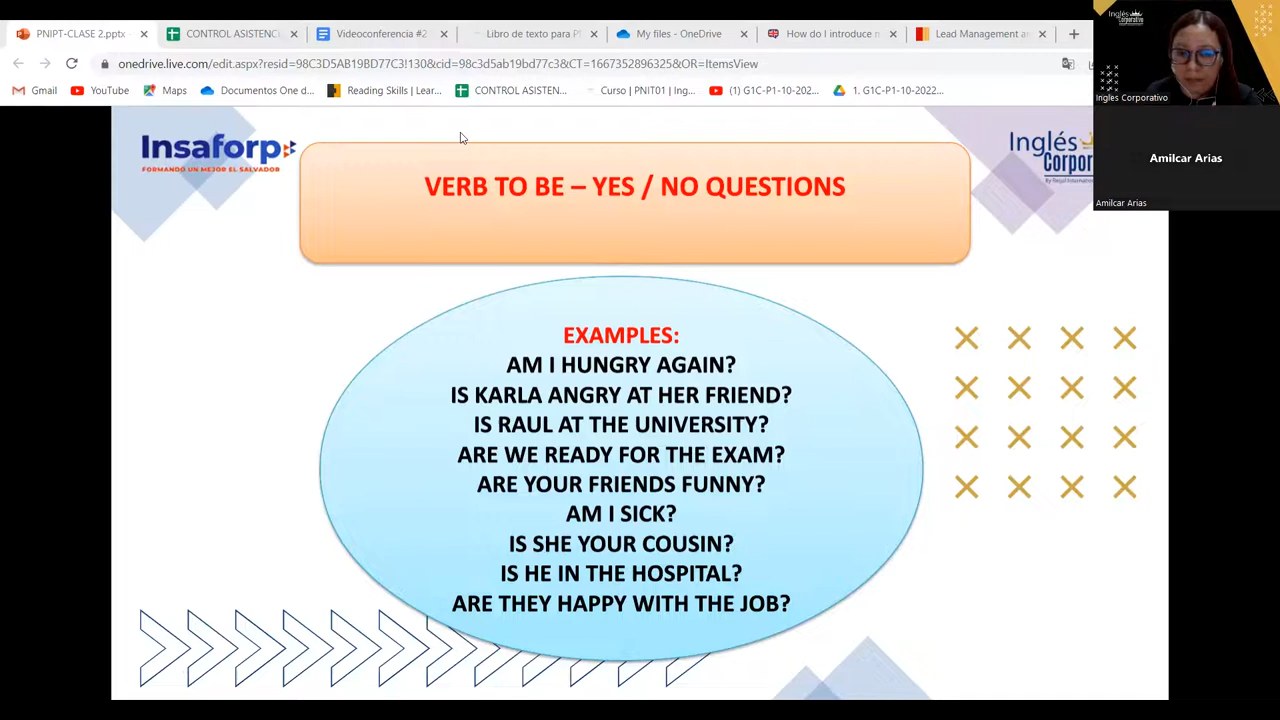 PNIPT-CLASE 2.pptx
CONTROL ASISTENC
Videoconferencia #2
Libro de texto para PT
My files - OneDrive
How do I introduce m
Lead Management a
onedrive.live.com/edit.aspx?resid=98C3D5AB19BD77C3!130&cid=98c3d5ab19bd77c3&CT=1667352896325&OR=ItemsView
Gmail
YouTube
Maps
Documentos One d...
Reading Skills | Lear...
CONTROL ASISTEN...
Curso | PNIT01 | Ing...
(1) G1C-P1-10-202...
1. G1C-P1-10-2022...
Inglés
Corporativo
Ingles Corporativo
Amilcar Arias
Amilcar Arias
Insaforp
FORMANDO UN MEJOR EL SALVADOR
Inglés
Corpor
VERB TO BE – YES / NO QUESTIONS
EXAMPLES:
AM I HUNGRY AGAIN?
IS KARLA ANGRY AT HER FRIEND?
IS RAUL AT THE UNIVERSITY?
ARE WE READY FOR THE EXAM?
ARE YOUR FRIENDS FUNNY?
AM I SICK?
IS SHE YOUR COUSIN?
IS HE IN THE HOSPITAL?
ARE THEY HAPPY WITH THE JOB?